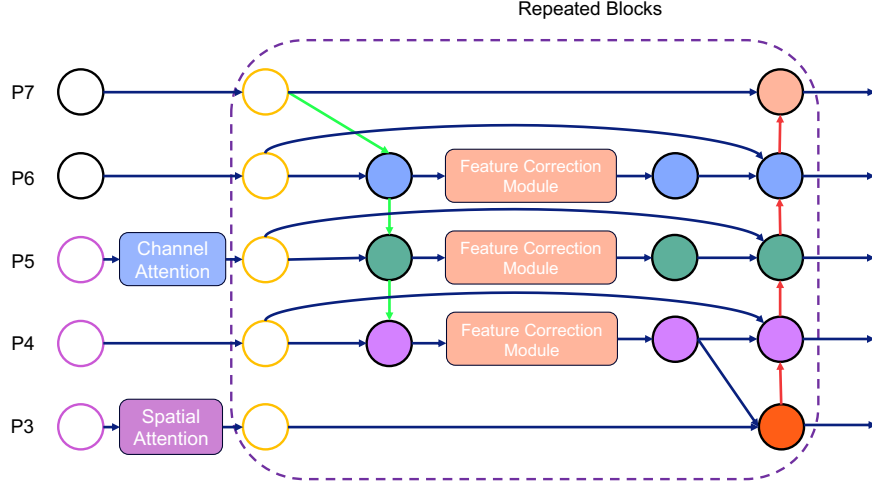 Repeated Blocks
P7
P6
Feature Correction
Module
P5
Channel
Attention
Feature Correction
Module
P4
Feature Correction
Module
P3
Spatial
Attention